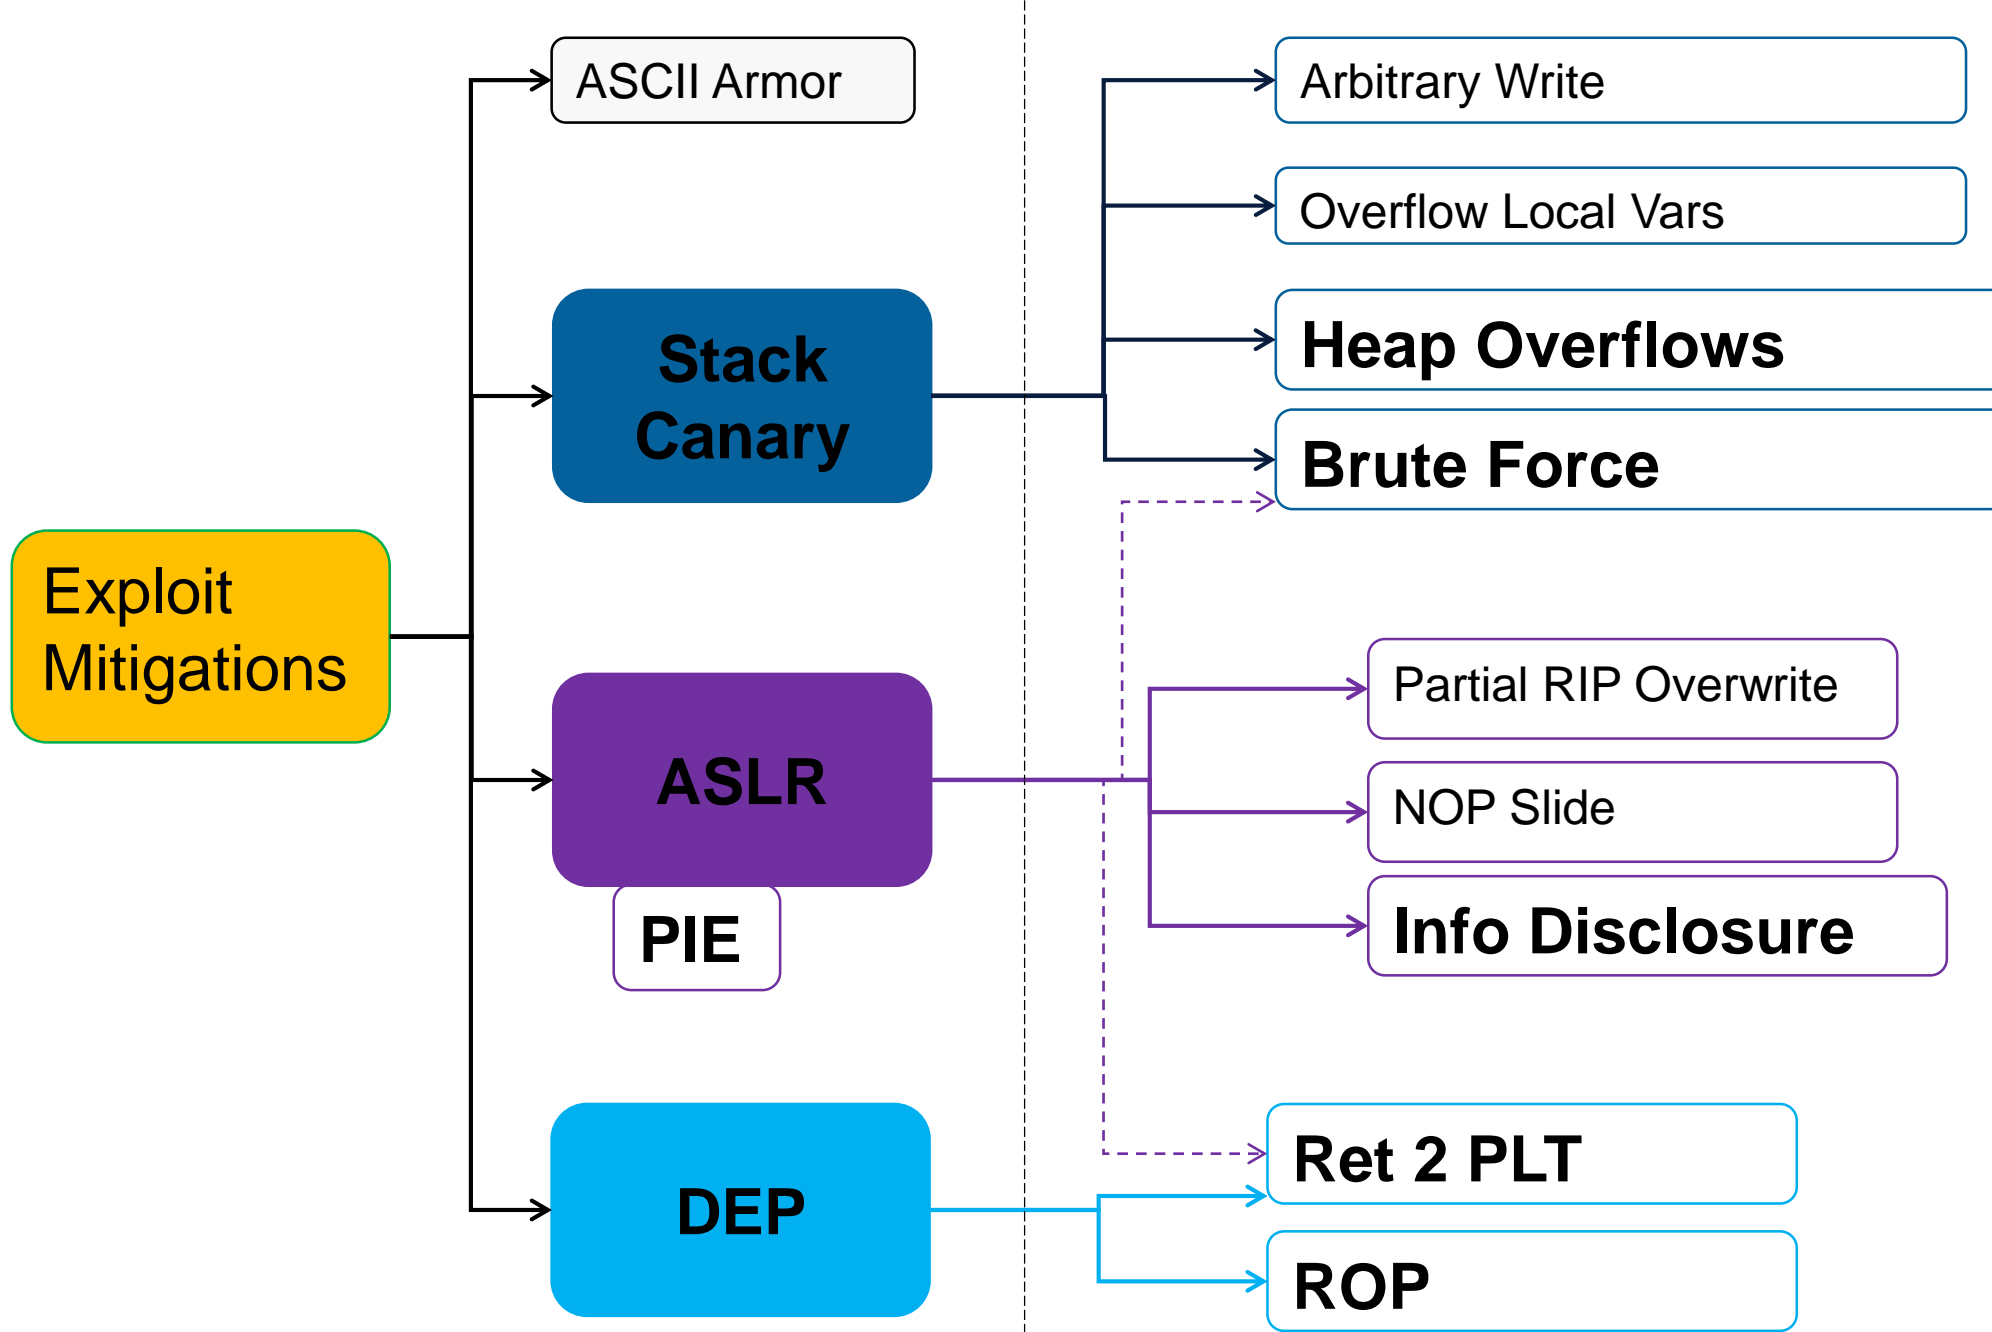 ASCII Armor
Arbitrary Write
Overflow Local Vars
Stack
Canary
Heap Overflows
Brute Force
Exploit
Mitigations
Partial RIP Overwrite
ASLR
NOP Slide
PIE
Info Disclosure
Ret 2 PLT
DEP
ROP